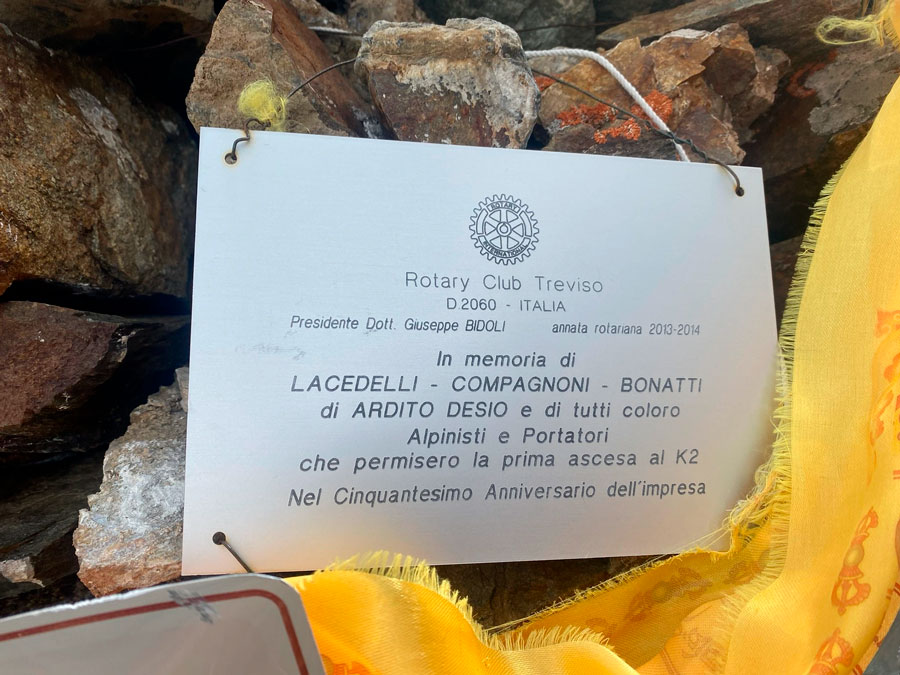 ROTARY
INTERNATIONAL
Rotary Club Treviso
D.2060 - ITALIA
Presidente Dott. Giuseppe BIDOLI annata rotariana 2013-2014
In memoria di
LACEDELLI - COMPAGNONI - BONATTI
di ARDITO DESIO e di tutti coloro
Alpinisti e Portatori
che permisero la prima ascesa al K2
Nel Cinquantesimo Anniversario dell'impresa